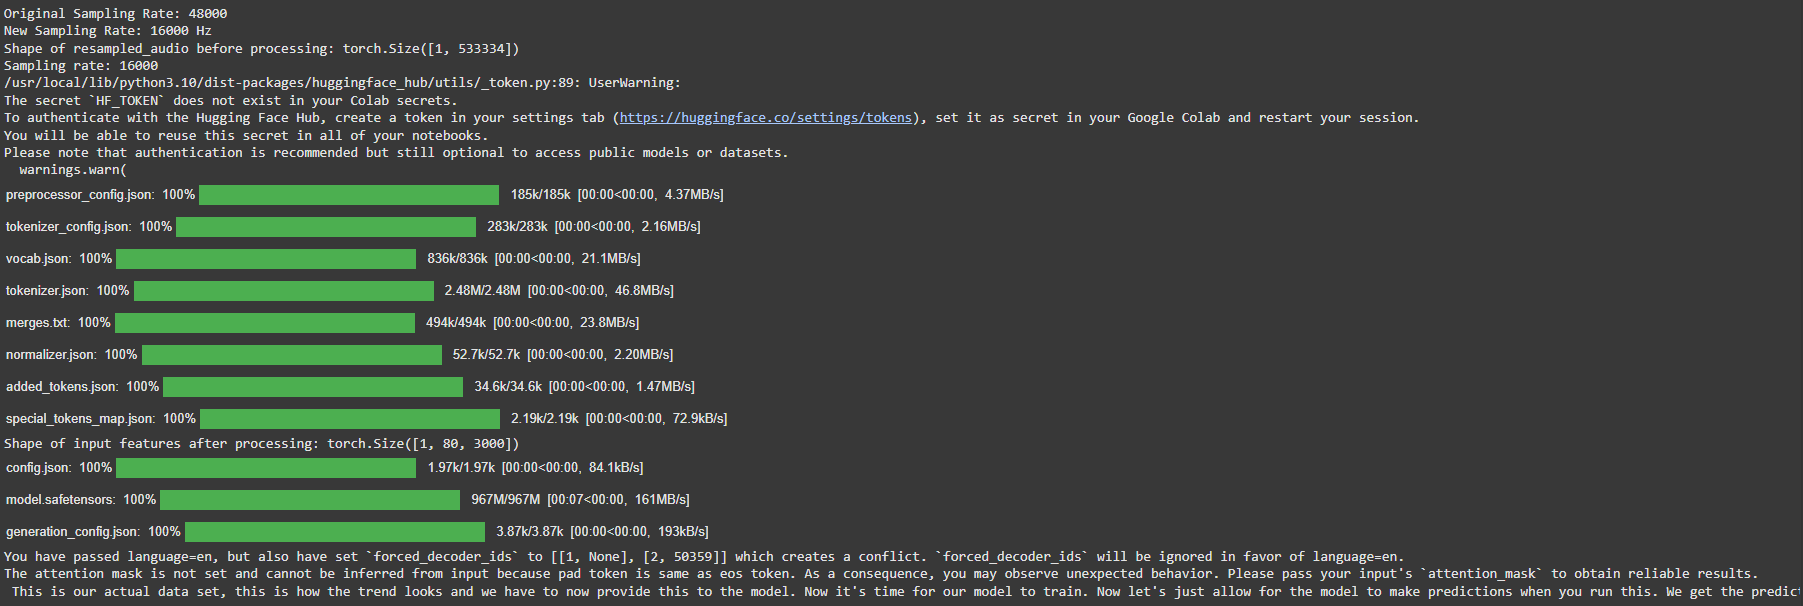 Original Sampling Rate: 48000
New Sampling Rate: 16000 Hz
Shape of resampled_audio before processing: torch.Size([1, 533334])
Sampling rate: 16000
/usr/local/lib/python3.10/dist-packages/huggingface_hub/utils/_token.py:89: UserWarning:
The secret `HF_TOKEN` does not exist in your Colab secrets.
To authenticate with the Hugging Face Hub, create a token in your settings tab (https://huggingface.co/settings/tokens), set it as secret in your Google Colab and restart your session.
You will be able to reuse this secret in all of your notebooks.
Please note that authentication is recommended but still optional to access public models or datasets.
  warnings.warn(
preprocessor_config.json: 100% 185k/185k [00:00<00:00, 4.37MB/s]
tokenizer_config.json: 100% 283k/283k [00:00<00:00, 2.16MB/s]
vocab.json: 100% 836k/836k [00:00<00:00, 21.1MB/s]
tokenizer.json: 100% 2.48M/2.48M [00:00<00:00, 46.8MB/s]
merges.txt: 100% 494k/494k [00:00<00:00, 23.8MB/s]
normalizer.json: 100% 52.7k/52.7k [00:00<00:00, 2.20MB/s]
added_tokens.json: 100% 34.6k/34.6k [00:00<00:00, 1.47MB/s]
special_tokens_map.json: 100% 2.19k/2.19k [00:00<00:00, 72.9kB/s]
Shape of input features after processing: torch.Size([1, 80, 3000])
config.json: 100% 1.97k/1.97k [00:00<00:00, 84.1kB/s]
model.safetensors: 100% 967M/967M [00:07<00:00, 161MB/s]
generation_config.json: 100% 3.87k/3.87k [00:00<00:00, 193kB/s]
You have passed language=en, but also have set `forced_decoder_ids` to [[1, None], [2, 50359]] which creates a conflict. `forced_decoder_ids` will be ignored in favor of language=en.
The attention mask is not set and cannot be inferred from input because pad token is same as eos token. As a consequence, you may observe unexpected behavior. Please pass your input's `attention_mask` to obtain reliable results.
 This is our actual data set, this is how the trend looks and we have to now provide this to the model. Now it's time for our model to train. Now let's just allow for the model to make predictions when you run this. We get the predict